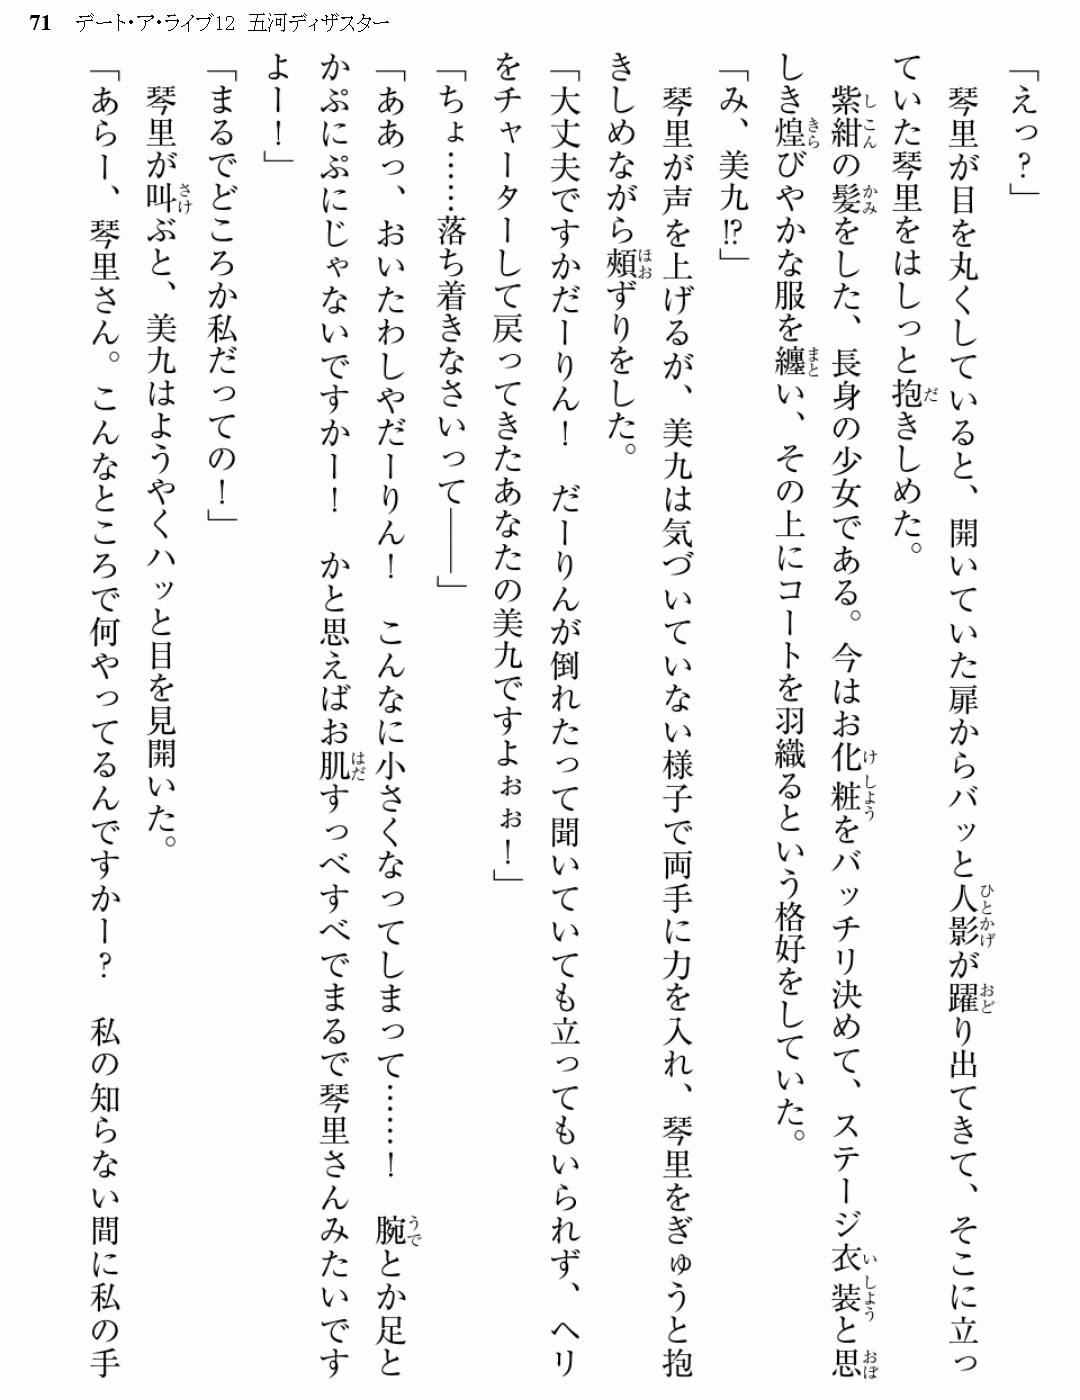 71　デート・ア・ライブ12　五河ディザスター
「えっ？」
　琴里が目を丸くしていると、開いていた扉からバッと人影が躍り出てきて、そこに立っ
ていた琴里をはしっと抱きしめた。
　紫紺の髪をした、長身の少女である。今はお化粧をバッチリ決めて、ステージ衣装と思
しき煌びやかな服を纏い、その上にコートを羽織るという格好をしていた。
「み、美九!?」
　琴里が声を上げるが、美九は気づいていない様子で両手に力を入れ、琴里をぎゅうと抱
きしめながら頰ずりをした。
「大丈夫ですかだーりん！　だーりんが倒れたって聞いていても立ってもいられず、ヘリ
をチャーターして戻ってきたあなたの美九ですよぉぉ！」
「ちょ……落ち着きなさいって――」
「ああっ、おいたわしやだーりん！　こんなに小さくなってしまって……！　腕とか足と
かぷにぷにじゃないですかー！　かと思えばお肌すっべすべでまるで琴里さんみたいです
よー！」
「まるでどころか私だっての！」
　琴里が叫ぶと、美九はようやくハッと目を見開いた。
「あらー、琴里さん。こんなところで何やってるんですかー？　私の知らない間に私の手